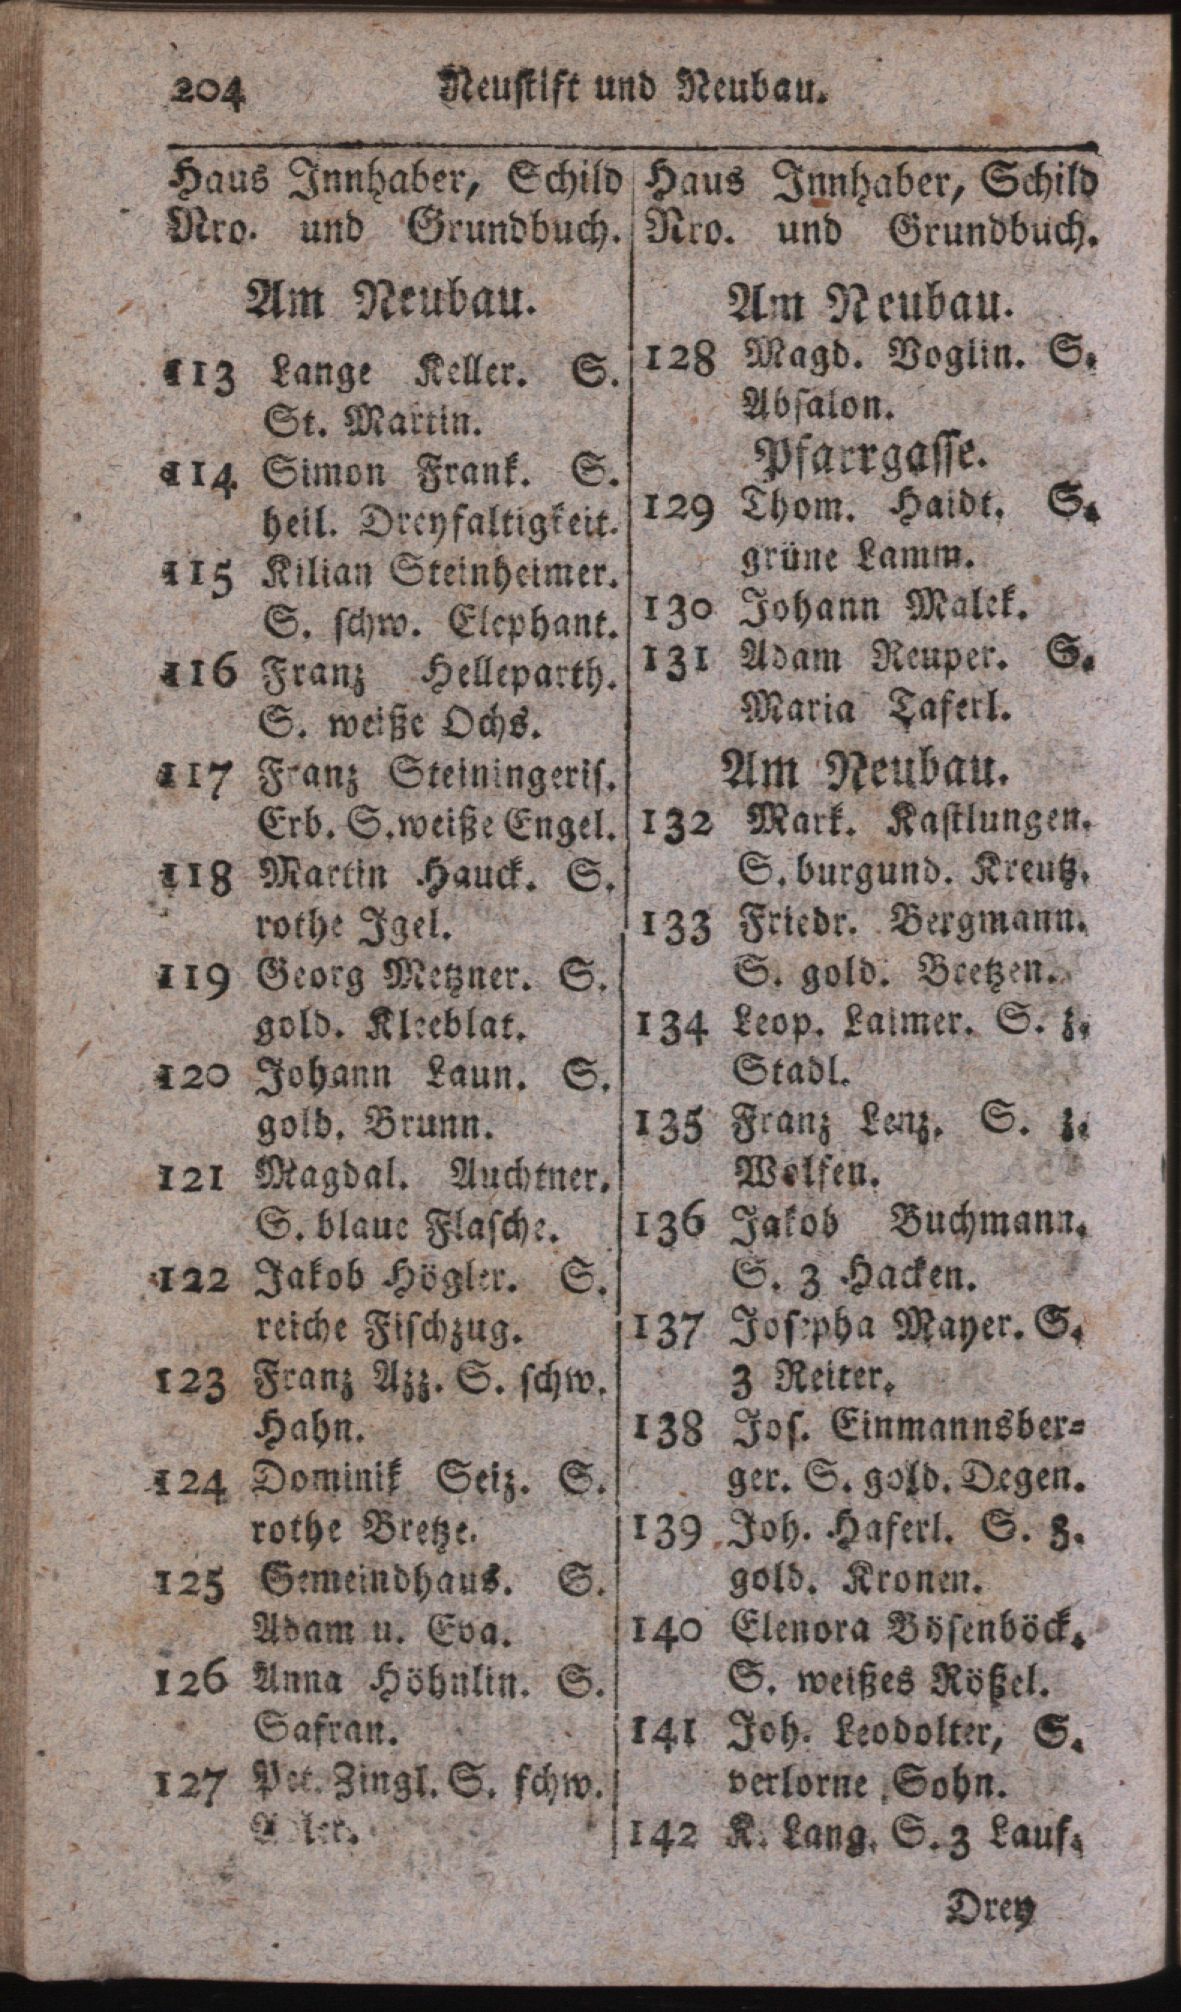 204 Neustift und Neubau.
Haus Innhaber, Schild
Nro. und Grundbuch.
Am Neubau.
113 Lange Keller. S.
St. Martin.
114 Simon Frank. S.
heil. Dreyfaltigkeit.
115 Kilian Steinheimer.
S. schw. Elephant.
116 Franz Helleparth.
S. weiße Ochs.
117 Franz Steiningeris.
Erb. S. weiße Engel.
118 Martin Hauck. S.
rothe Igel.
119 Georg Metzner. S.
gold. Kleeblat.
120 Johann Laun. S.
gold. Brunn.
121 Magdal. Auchtner.
S. blaue Flasche.
122 Jakob Högler. S.
reiche Fischzug.
123 Franz Azz. S. schw.
Hahn.
124 Dominik Seiz. S.
rothe Bretze.
125 Gemeindhaus. S.
Adam u. Eva.
126 Anna Höhnlin. S.
Safran.
127 Pet. Zingl. S. schw.
Adler.
Haus Innhaber, Schild
Nro. und Grundbuch.
Am Neubau.
128 Magd. Voglin. S.
Absalon.
Pfarrgasse.
129 Thom. Haidt. S.
grüne Lamm.
130 Johann Malek.
131 Adam Reuper. S.
Maria Taferl.
Am Neubau.
132 Mark. Kastlungen.
S. burgund. Kreutz.
133 Friedr. Bergmann.
S. gold. Bretzen.
134 Leop. Laimer. S. z.
Stadl.
135 Franz Lenz. S. z.
Wolfen.
136 Jakob Buchmann.
S. 3 Hacken.
137 Josepha Mayer. S.
3 Reiter.
138 Jos. Einmannsber=
ger. S. gold. Degen.
139 Joh. Haferl. S. 3.
gold. Kronen.
140 Elenora Bösenböck.
S. weißes Rößel.
141 Joh. Leodolter, S.
verlorne Sohn.
142 K. Lang. S. 3 Lauf.
Drey